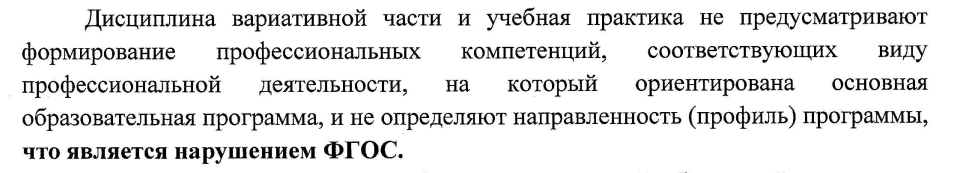 Дисциплина вариативной части и учебная практика не предусматривают
формирование профессиональных компетенций, соответствующих виду
профессиональной деятельности, на который ориентирована основная
образовательная программа, и не определяют направленность (профиль) программы,
что является нарушением ФГОС.